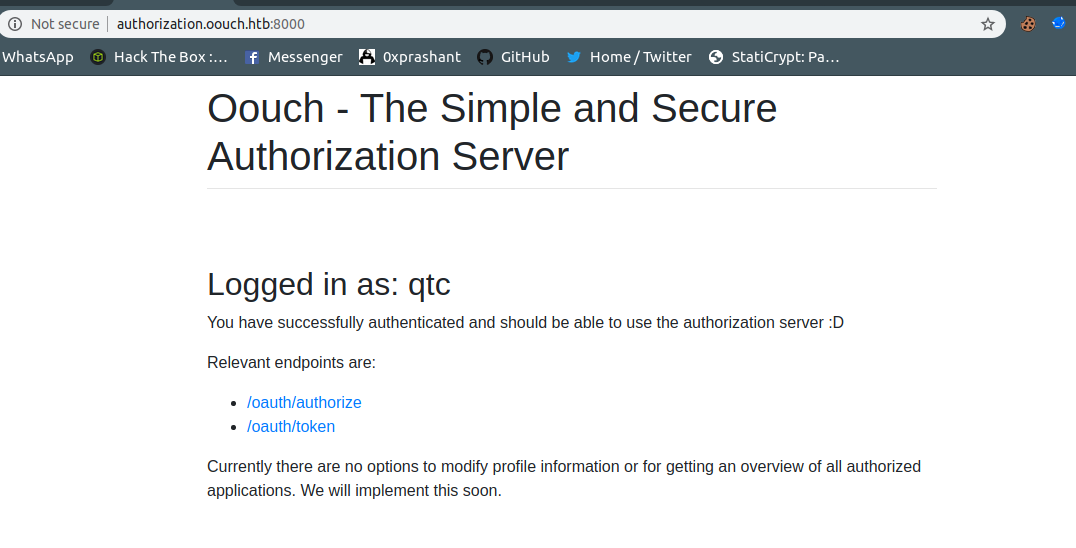 Not secure authorization.oouch.htb:8000
WhatsApp Hack The Box :... Messenger 0xprashant GitHub Home / Twitter StatiCrypt: Pa...
Oouch - The Simple and Secure
Authorization Server
Logged in as: qtc
You have successfully authenticated and should be able to use the authorization server :D
Relevant endpoints are:
• /oauth/authorize
• /oauth/token
Currently there are no options to modify profile information or for getting an overview of all authorized
applications. We will implement this soon.